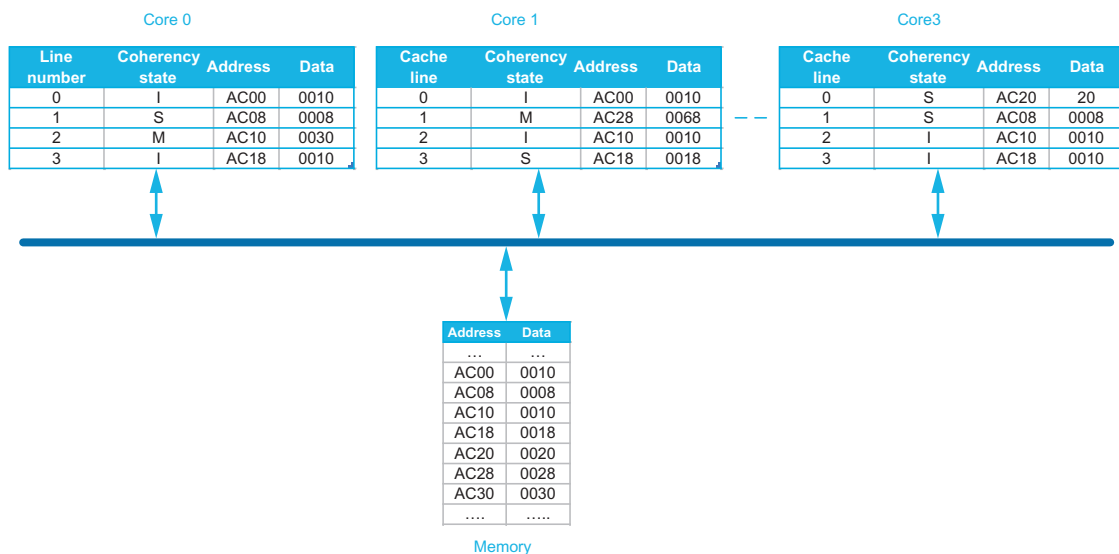 Core 0
Line number Coherency state Address Data
0 I AC00 0010
1 S AC08 0008
2 M AC10 0030
3 I AC18 0010
Core 1
Cache line Coherency state Address Data
0 I AC00 0010
1 M AC28 0068
2 I AC10 0010
3 S AC18 0018
Core3
Cache line Coherency state Address Data
0 S AC20 20
1 S AC08 0008
2 I AC10 0010
3 I AC18 0010
Address Data
… …
AC00 0010
AC08 0008
AC10 0010
AC18 0018
AC20 0020
AC28 0028
AC30 0030
…. …..
Memory